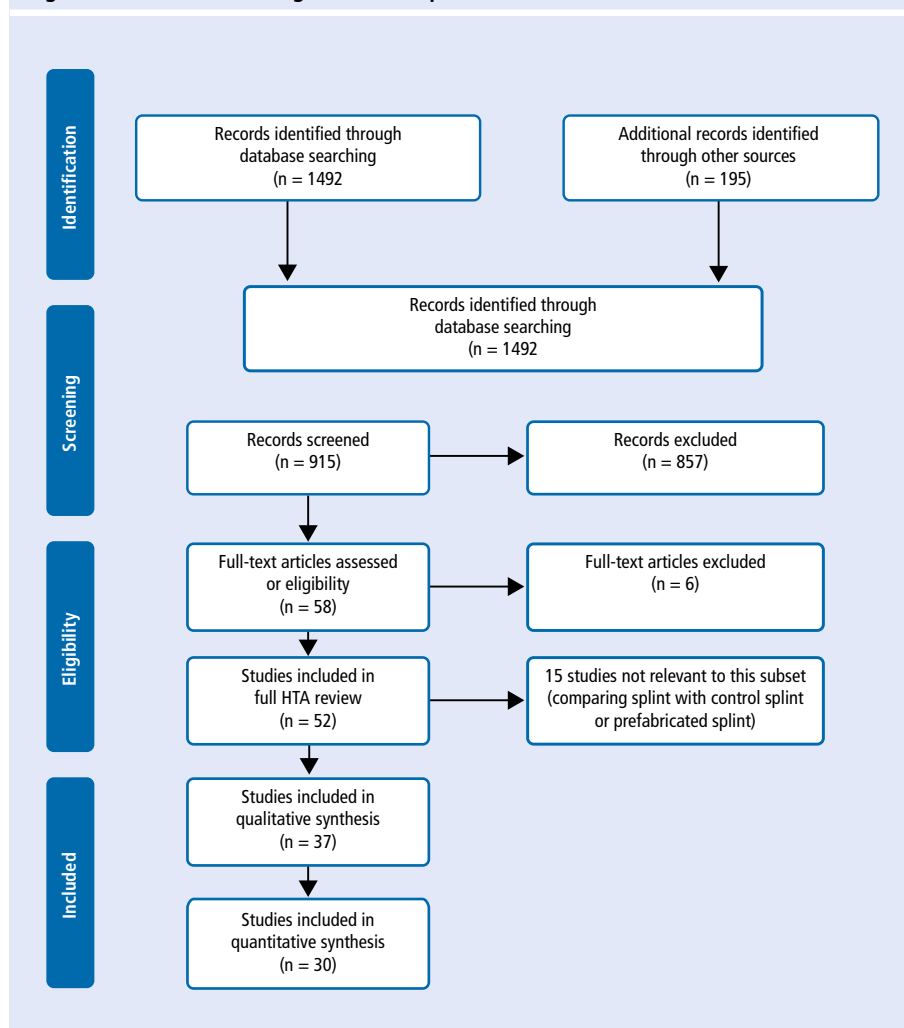 Identification
Records identified through
database searching
(n = 1492
Additional records identified
through other sources
(n = 195)
Records identified through
database searching
(n = 1492
Screening
Records screened
(n = 915)
Records excluded
(n = 857)
Eligibility
Full-text articles assessed
or eligibility
(n = 58)
Full-text articles excluded
(n = 6)
Studies included in
full HTA review
(n = 52)
15 studies not relevant to this subset
(comparing splint with control splint
or prefabricated splint)
Included
Studies included in
qualitative synthesis
(n = 37)
Studies included in
quantitative synthesis
(n = 30)